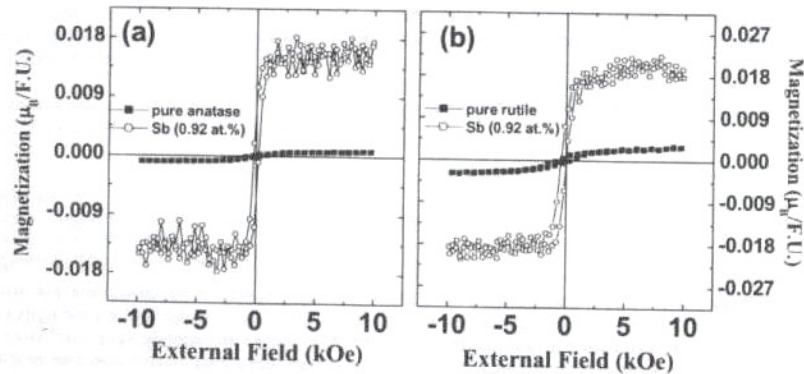 (a)
Magnetization (μB/F.U.)
0.018
0.009
0.000
-0.009
-0.018
pure anatase
Sb (0.92 at.%)
-10 -5 0 5 10
External Field (kOe)
(b)
pure rutile
Sb (0.92 at.%)
-10 -5 0 5 10
External Field (kOe)
0.027
0.018
0.009
0.000
-0.009
-0.018
-0.027
Magnetization (μB/F.U.)